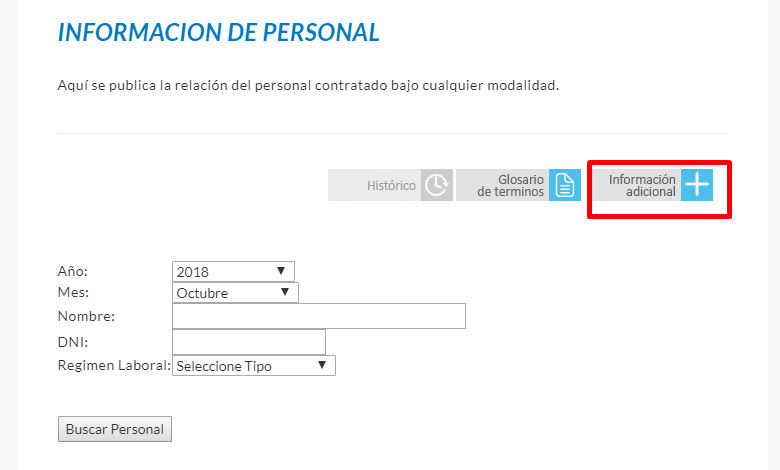 INFORMACION DE PERSONAL
Aquí se publica la relación del personal contratado bajo cualquier modalidad.
Histórico
Glosario
de terminos
Información
adicional
Año: 2018
Mes: Octubre
Nombre:
DNI:
Regimen Laboral: Seleccione Tipo
Buscar Personal